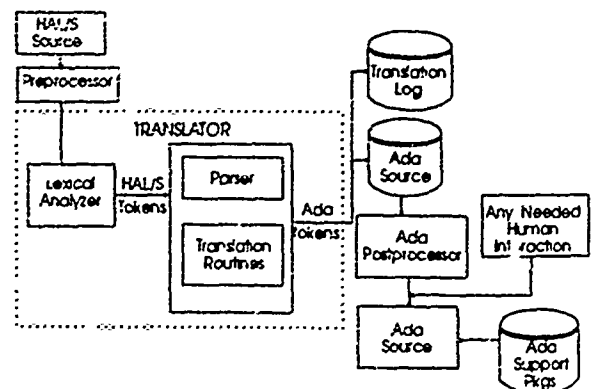 HAL/S
Source
Preprocessor
TRANSLATOR
Lexical
Analyzer
HAL/S
Tokens
Parser
Translation
Routines
Ada
Tokens
Translation
Log
Ada
Source
Ada
Postprocessor
Any Needed
Human
Interaction
Ada
Source
Ada
Support
Pkgs